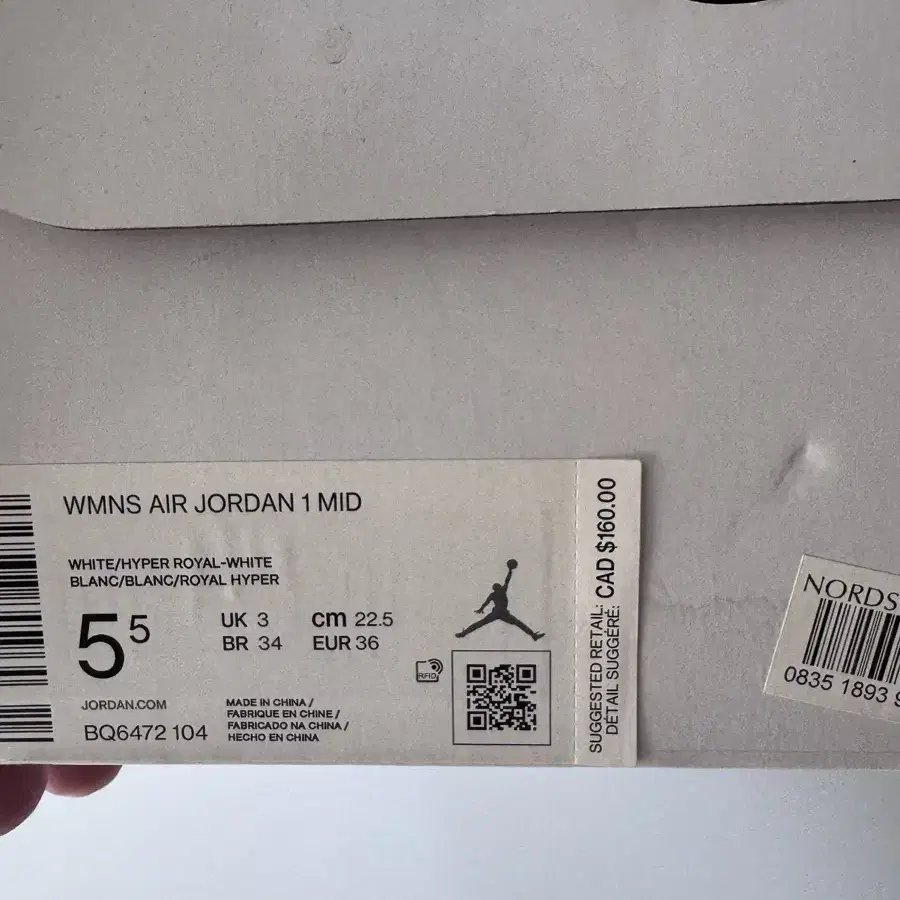 WMNS AIR JORDAN 1 MID
WHITE/HYPER ROYAL-WHITE
BLANC/BLANC/ROYAL HYPER
5 5
UK 3
BR 34
cm 22.5
EUR 36
RFID
JORDAN.COM
BQ6472 104
MADE IN CHINA /
FABRIQUE EN CHINE /
FABRICADO NA CHINA /
HECHO EN CHINA
SUGGESTED RETAIL: CAD $160.00
DÉTAIL SUGGÉRÉ:
NORDS
0835 1893